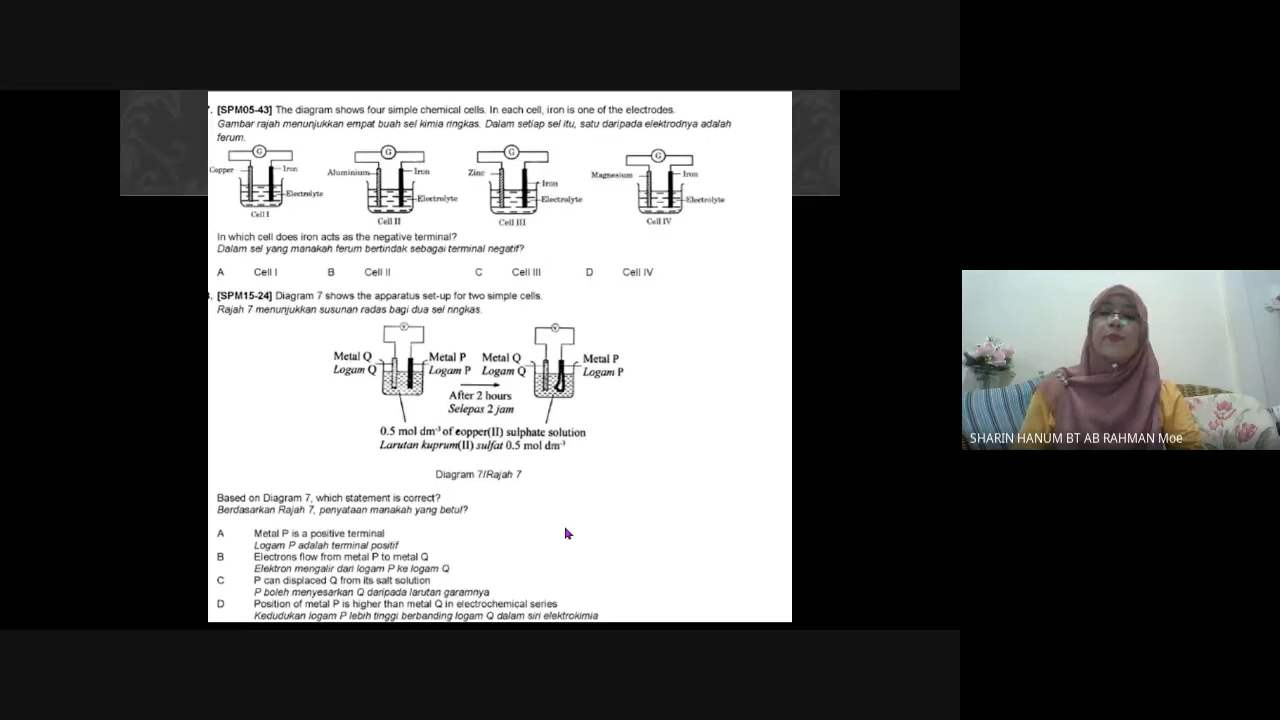 '. [SPM05-43] The diagram shows four simple chemical cells. In each cell, iron is one of the electrodes.
Gambar rajah menunjukkan empat buah sel kimia ringkas. Dalam setiap sel itu, satu daripada elektrodnya adalah
ferum.
G G G G
Copper Iron Aluminium Iron Zinc Iron Magnesium Iron
Electrolyte Electrolyte Electrolyte Electrolyte
Cell I Cell II Cell III Cell IV
In which cell does iron acts as the negative terminal?
Dalam sel yang manakah ferum bertindak sebagai terminal negatif?
A Cell I B Cell II C Cell III D Cell IV
. [SPM15-24] Diagram 7 shows the apparatus set-up for two simple cells.
Rajah 7 menunjukkan susunan radas bagi dua sel ringkas.
V V
Metal Q Metal P Metal Q Metal P
Logam Q Logam P Logam Q Logam P
After 2 hours
Selepas 2 jam
0.5 mol dm⁻³ of copper(II) sulphate solution
Larutan kuprum(II) sulfat 0.5 mol dm⁻³
Diagram 7/Rajah 7
Based on Diagram 7, which statement is correct?
Berdasarkan Rajah 7, penyataan manakah yang betul?
A Metal P is a positive terminal
Logam P adalah terminal positif
B Electrons flow from metal P to metal Q
Elektron mengalir dari logam P ke logam Q
C P can displaced Q from its salt solution
P boleh menyesarkan Q daripada larutan garamnya
D Position of metal P is higher than metal Q in electrochemical series
Kedudukan logam P lebih tinggi berbanding logam Q dalam siri elektrokimia
SHARIN HANUM BT AB RAHMAN Moe